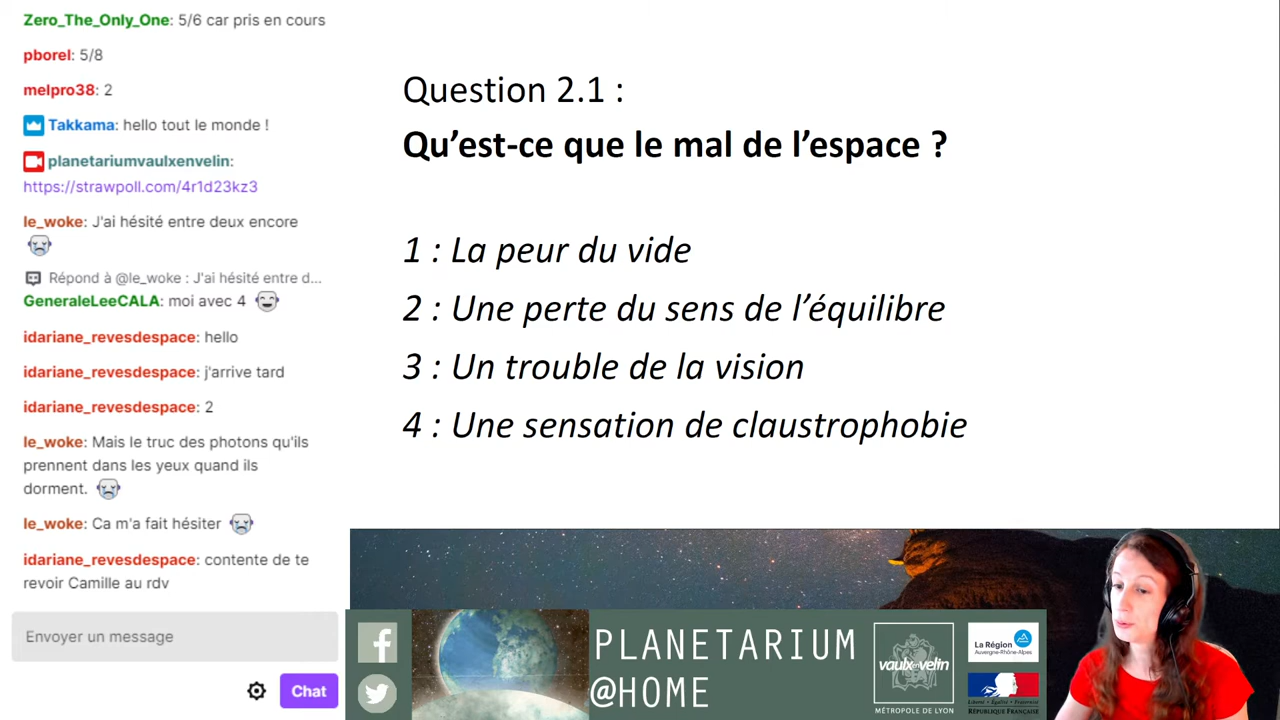 Zero_The_Only_One: 5/6 car pris en cours
pborel: 5/8
melpro38: 2
Takkama: hello tout le monde !
planetariumvaulxenvelin:
https://strawpoll.com/4r1d23kz3
le_woke: J'ai hésité entre deux encore
Répond à @le_woke : J'ai hésité entre d...
GeneraleLeeCALA: moi avec 4
idariane_revesdespace: hello
idariane_revesdespace: j'arrive tard
idariane_revesdespace: 2
le_woke: Mais le truc des photons qu'ils
prennent dans les yeux quand ils
dorment.
le_woke: Ca m'a fait hésiter
idariane_revesdespace: contente de te
revoir Camille au rdv
Envoyer un message
Chat
Question 2.1 :
Qu’est-ce que le mal de l’espace ?
1 : La peur du vide
2 : Une perte du sens de l’équilibre
3 : Un trouble de la vision
4 : Une sensation de claustrophobie
PLANETARIUM
@HOME
vaulx en velin
MÉTROPOLE DE LYON
La Région
Auvergne-Rhône-Alpes
Liberté • Égalité • Fraternité
RÉPUBLIQUE FRANÇAISE